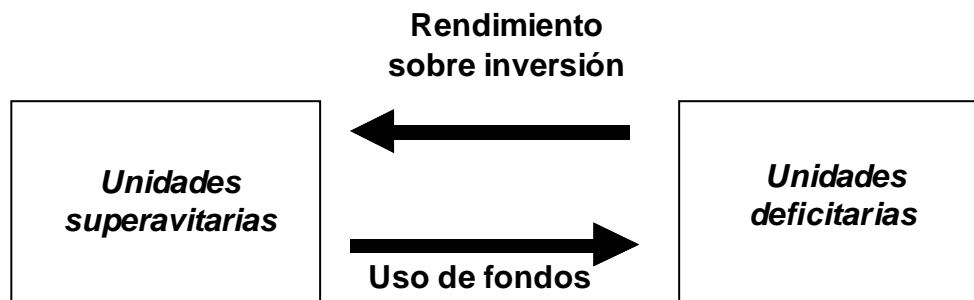 Rendimiento
sobre inversión
Unidades
superavitarias
Unidades
deficitarias
Uso de fondos